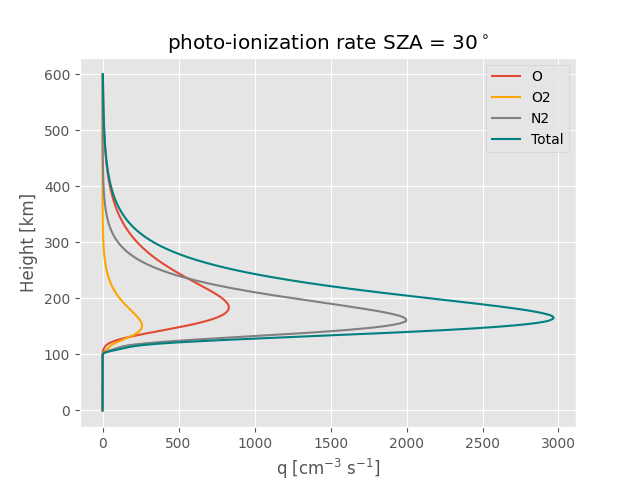 photo-ionization rate SZA = 30°
600
500
400
300
200
100
0
Height [km]
O
O2
N2
Total
0 500 1000 1500 2000 2500 3000
q [cm⁻³ s⁻¹]